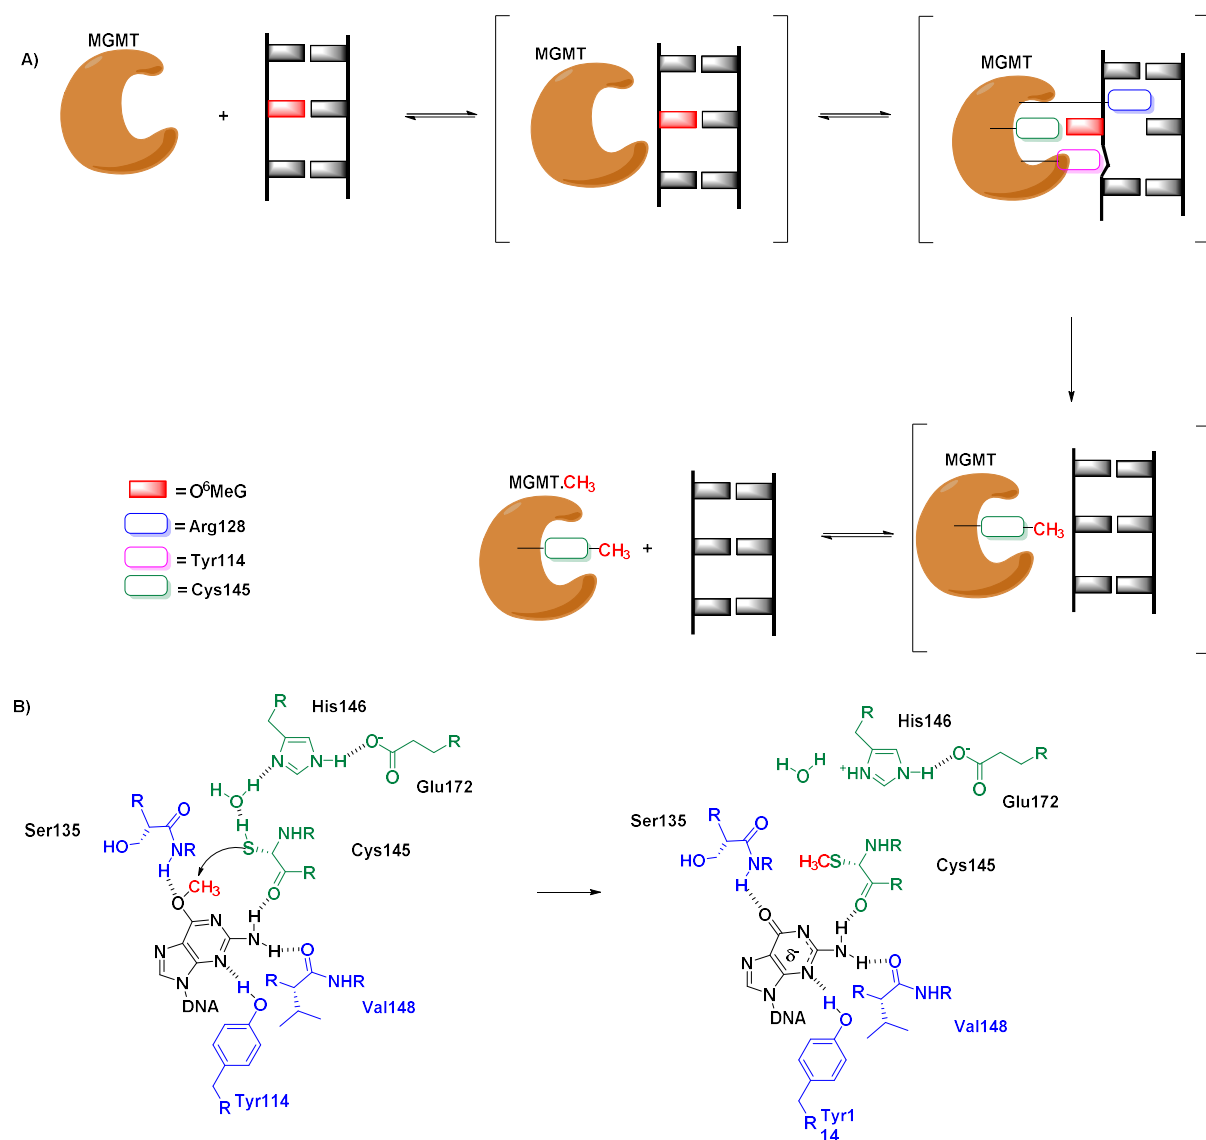 A)
MGMT
+
MGMT
MGMT
= O⁶MeG
= Arg128
= Tyr114
= Cys145
MGMT.CH₃
CH₃ +
MGMT
CH₃
B)
R
His146
N
N-H
O⁻
O
R
Glu172
H
H
O
H
S
NHR
Cys145
R
O
Ser135
R
O
HO
NR
H
CH₃
O
N
N
N
N
DNA
H
N-H
O
R
NHR
Val148
H
O
R
Tyr114
R
His146
H
H
O
+
HN
N-H
O⁻
O
R
Glu172
Ser135
R
O
HO
NR
H
H₃C
S
NHR
Cys145
R
O
O
N
N
N
N
δ-
DNA
H
N-H
O
R
NHR
Val148
H
O
R
Tyr1
14